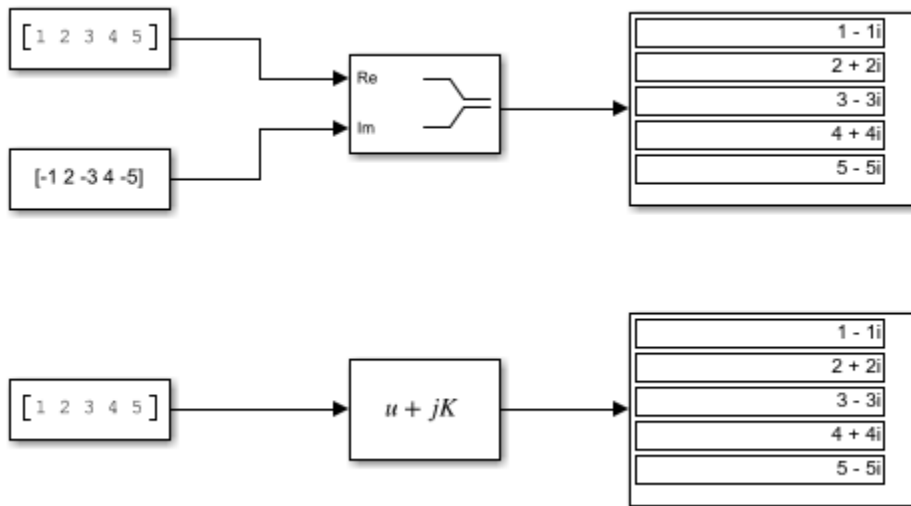 [1 2 3 4 5]
Re
Im
[-1 2 -3 4 -5]
1 - 1i
2 + 2i
3 - 3i
4 + 4i
5 - 5i
[1 2 3 4 5]
u + jK
1 - 1i
2 + 2i
3 - 3i
4 + 4i
5 - 5i